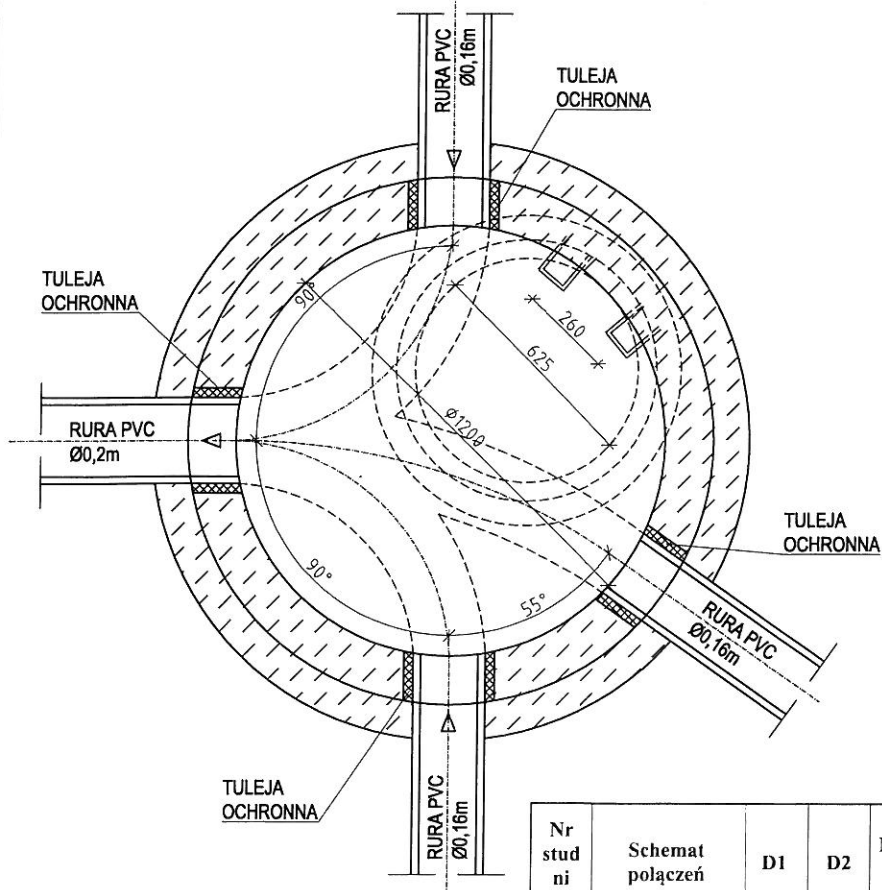 RURA PVC
Ø0,16m
TULEJA
OCHRONNA
TULEJA
OCHRONNA
90°
260
625
Ø1200
RURA PVC
Ø0,2m
TULEJA
OCHRONNA
90°
55°
RURA PVC
Ø0,16m
TULEJA
OCHRONNA
RURA PVC
Ø0,16m
Nr
stud
ni
Schemat
połączeń
D1
D2